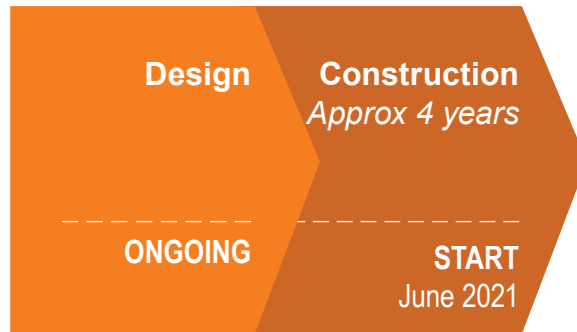 Design
ONGOING
Construction
Approx 4 years
START
June 2021